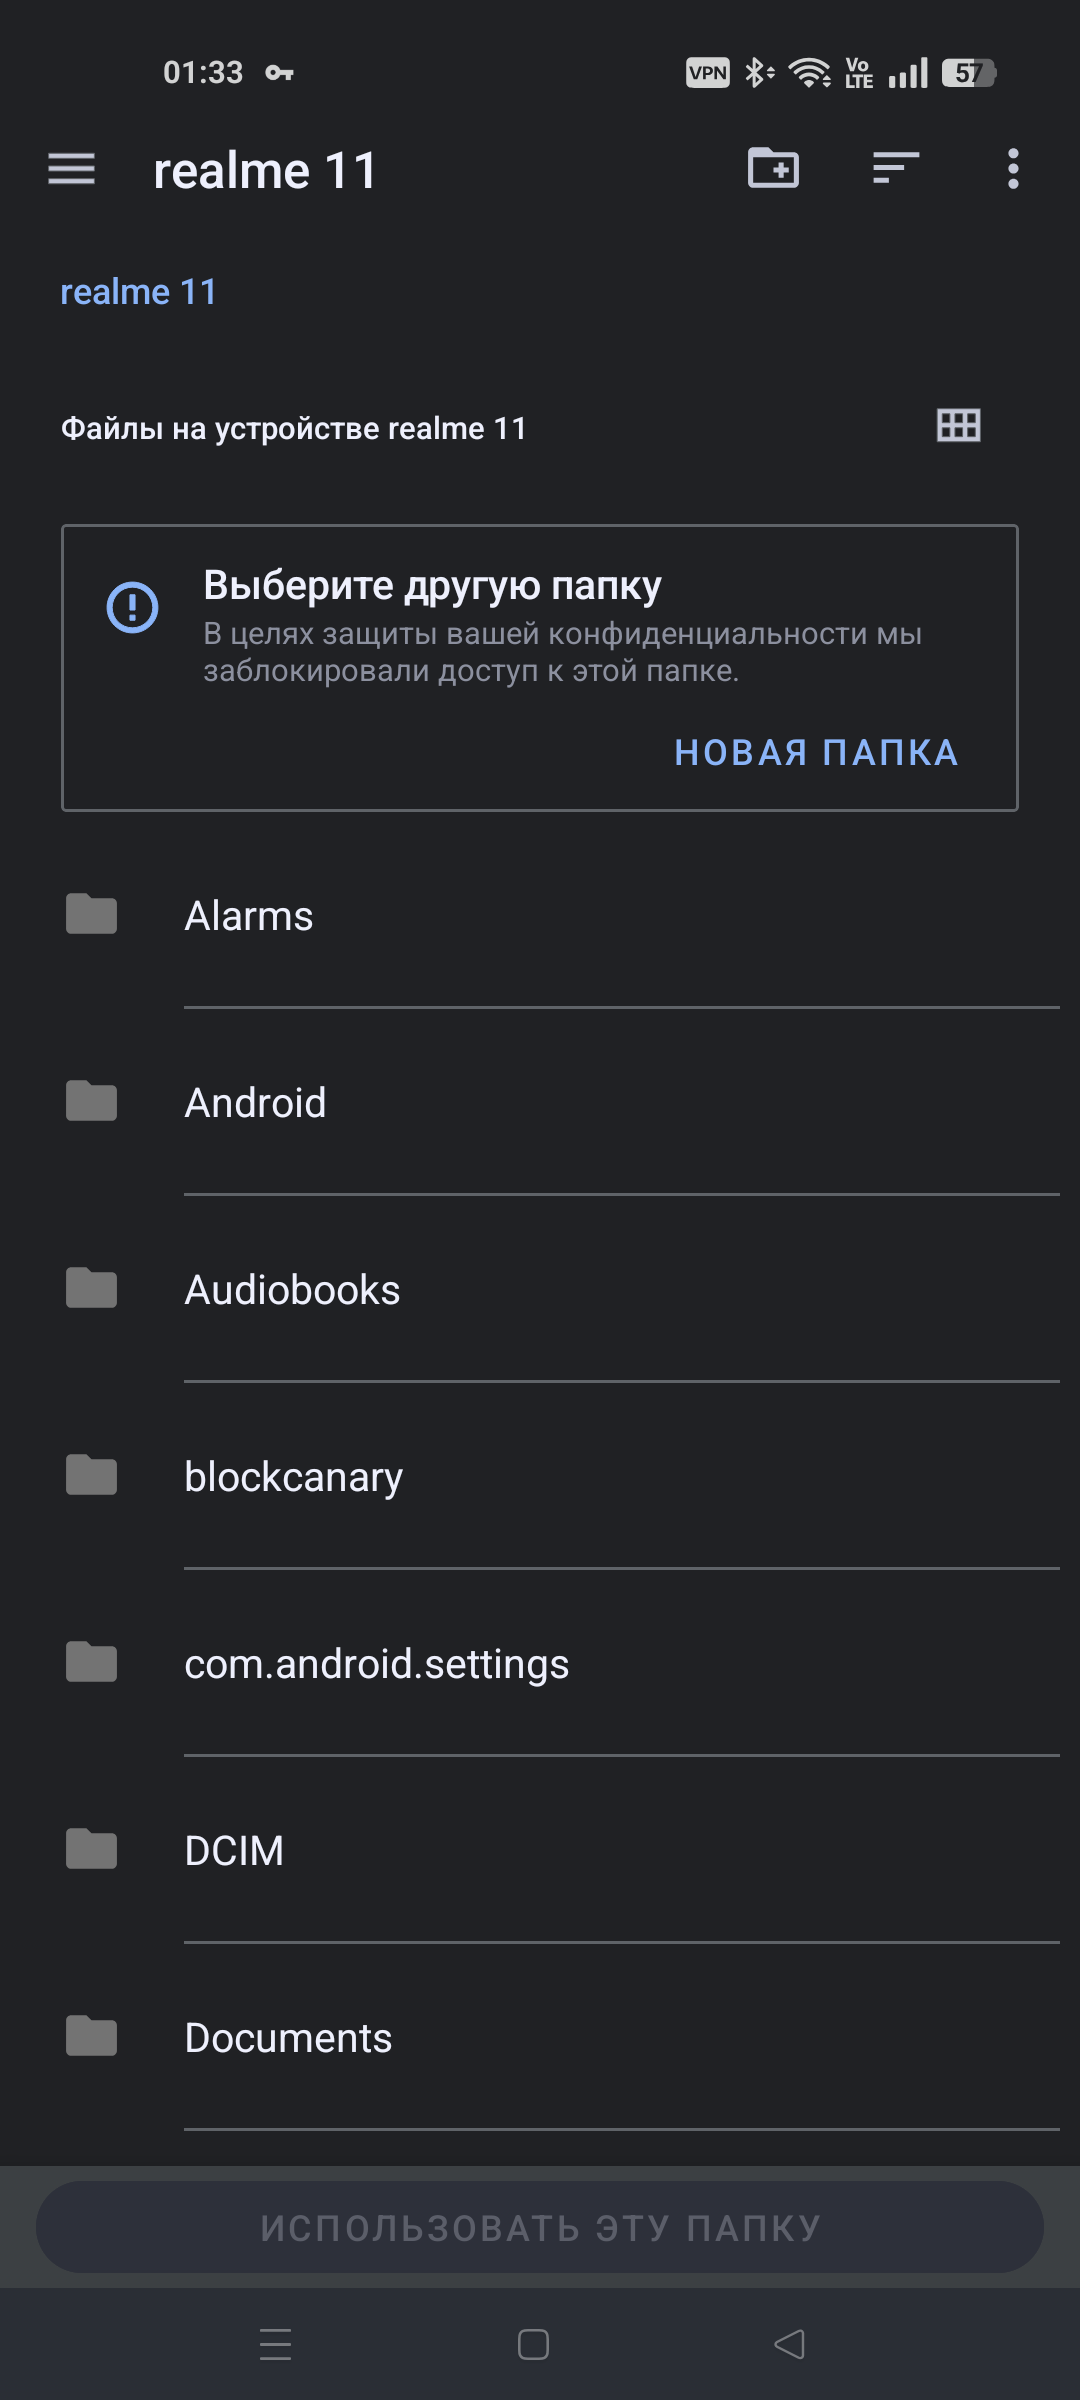 01:33
VPN
Vo
LTE
57
realme 11
realme 11
Файлы на устройстве realme 11
Выберите другую папку
В целях защиты вашей конфиденциальности мы
заблокировали доступ к этой папке.
НОВАЯ ПАПКА
Alarms
Android
Audiobooks
blockcanary
com.android.settings
DCIM
Documents
ИСПОЛЬЗОВАТЬ ЭТУ ПАПКУ